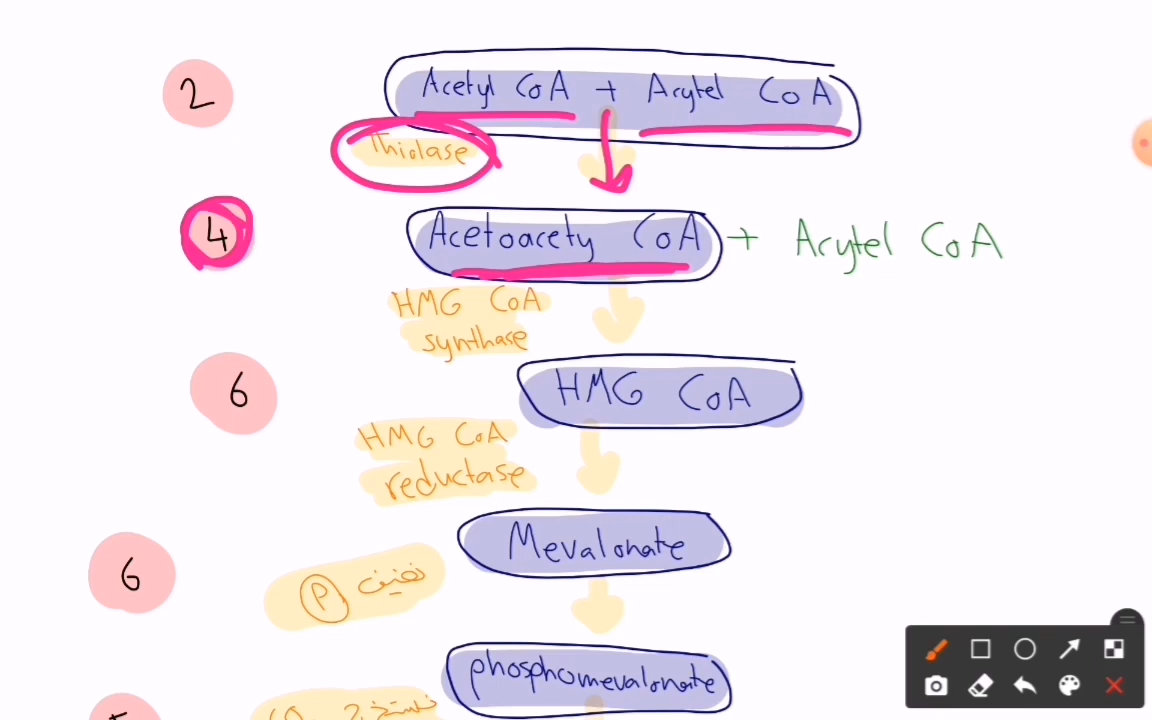 2
Acetyl CoA + Acytel CoA
Thiolase
4
Acetoacety CoA + Acytel CoA
HMG CoA
synthase
6
HMG CoA
HMG CoA
reductase
Mevalonate
6
نضيف P
phosphomevalonate